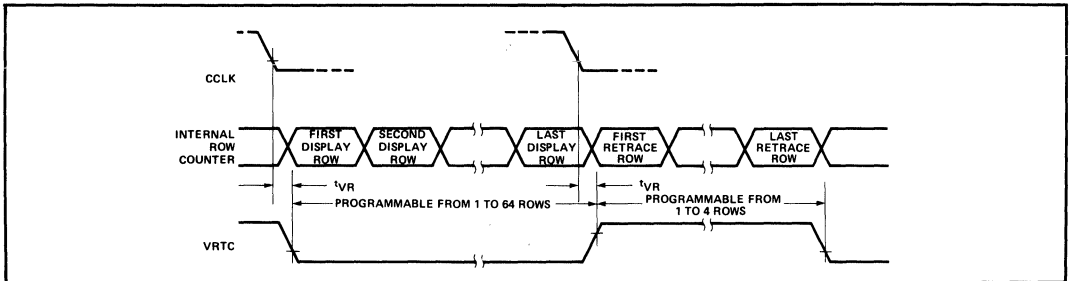 CCLK
INTERNAL
ROW
COUNTER
FIRST
DISPLAY
ROW
SECOND
DISPLAY
ROW
LAST
DISPLAY
ROW
FIRST
RETRACE
ROW
LAST
RETRACE
ROW
tVR
tVR
PROGRAMMABLE FROM 1 TO 64 ROWS
PROGRAMMABLE FROM
1 TO 4 ROWS
VRTC